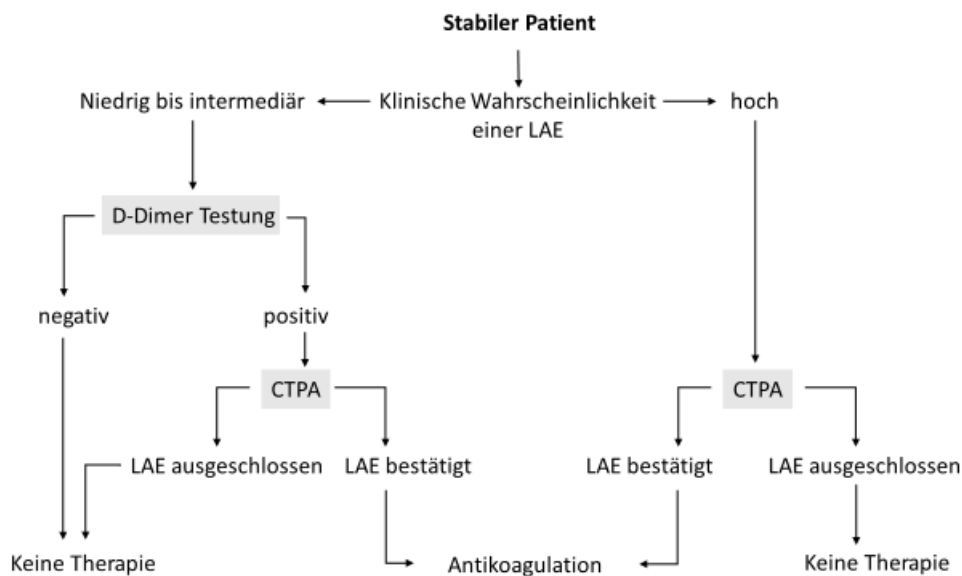 Stabiler Patient
Niedrig bis intermediär
Klinische Wahrscheinlichkeit
einer LAE
hoch
D-Dimer Testung
negativ
positiv
CTPA
CTPA
LAE ausgeschlossen
LAE bestätigt
LAE bestätigt
LAE ausgeschlossen
Keine Therapie
Antikoagulation
Keine Therapie